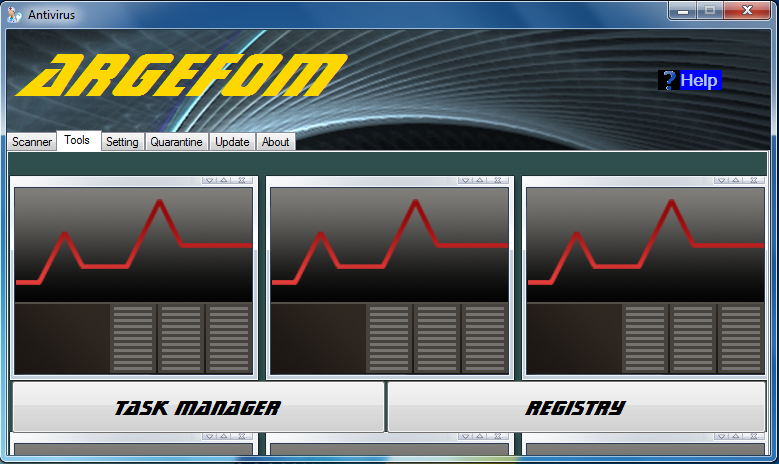 Antivirus
ARGEFOM
? Help
Scanner Tools Setting Quarantine Update About
TASK MANAGER REGISTRY